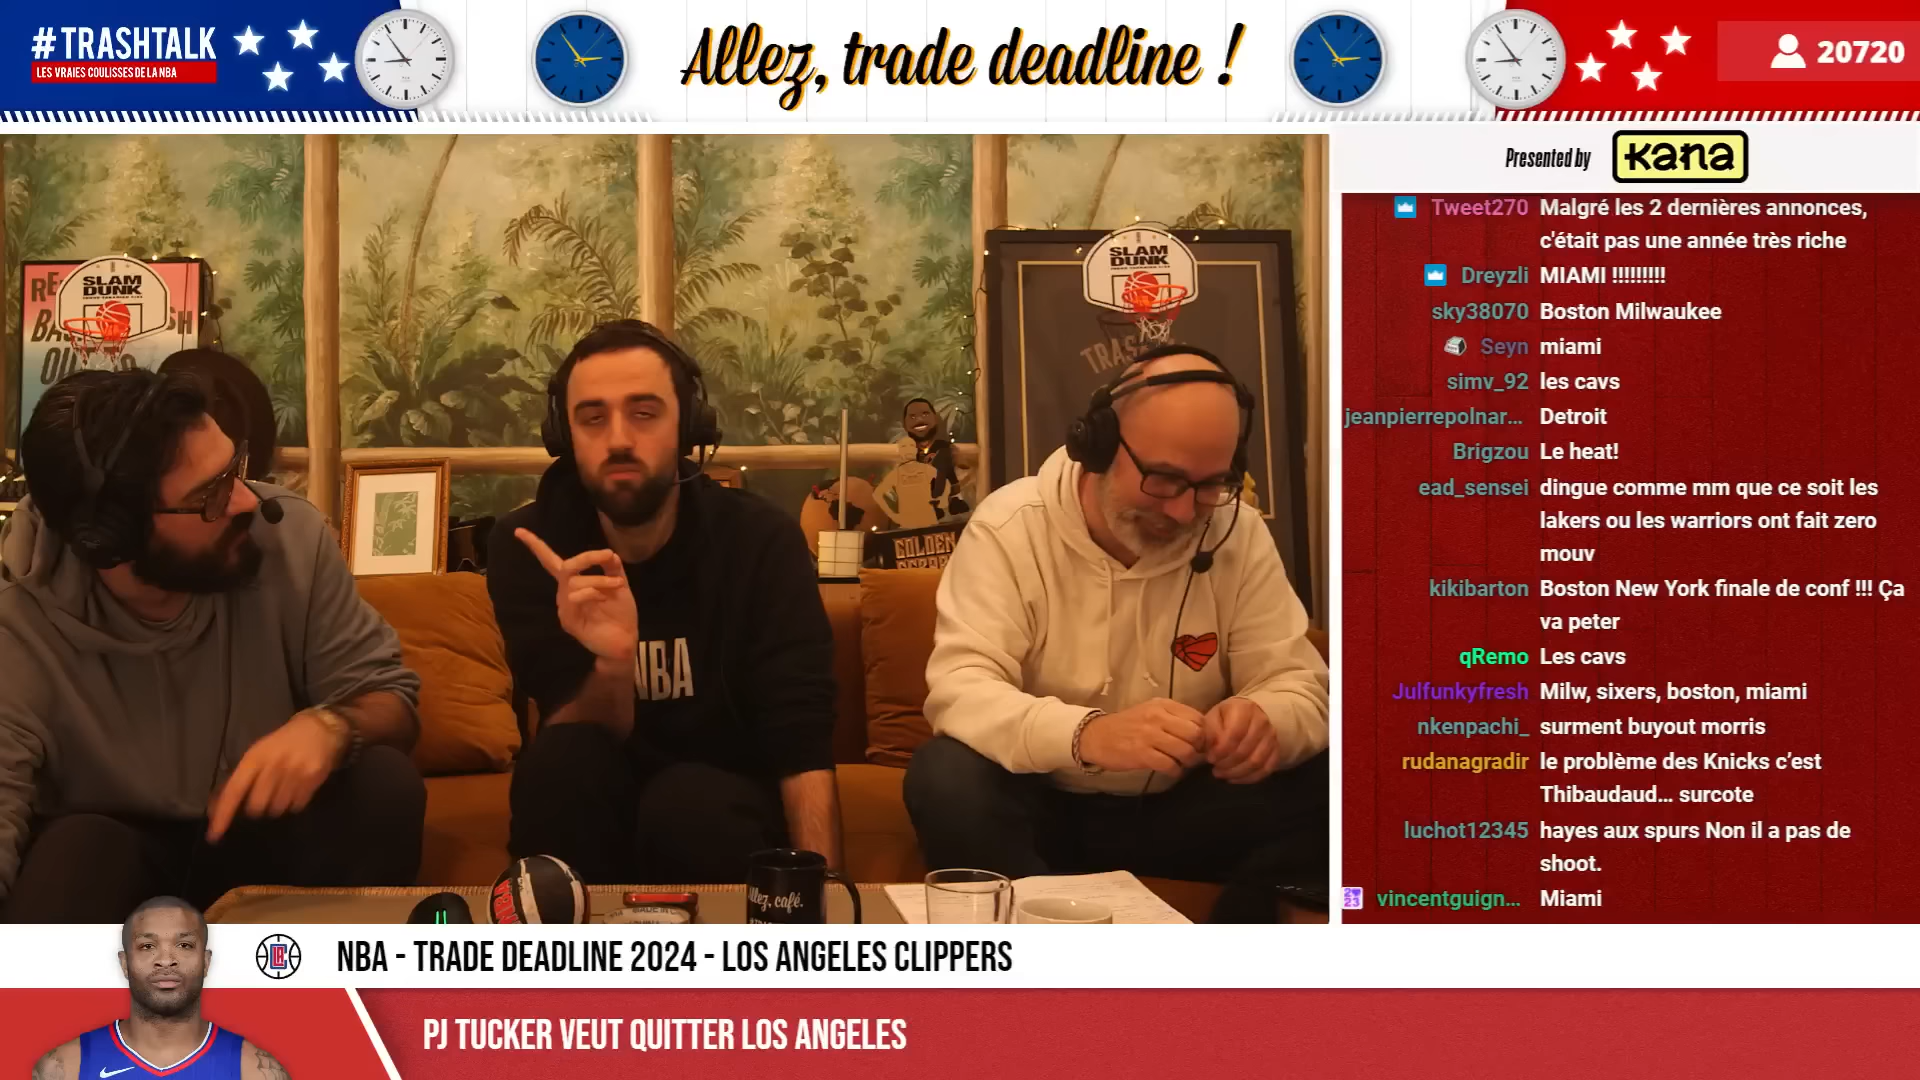 #TRASHTALK
LES VRAIES COULISSES DE LA NBA
Allez, trade deadline !
20720
Presented by
kana
Tweet270 Malgré les 2 dernières annonces,
c'était pas une année très riche
Dreyzli MIAMI !!!!!!!!!
sky38070 Boston Milwaukee
Seyn miami
simv_92 les cavs
jeanpierrepolnar... Detroit
Brigzou Le heat!
ead_sensei dingue comme mm que ce soit les
lakers ou les warriors ont fait zero
mouv
kikibarton Boston New York finale de conf !!! Ça
va peter
qRemo Les cavs
Julfunkyfresh Milw, sixers, boston, miami
nkenpachi_ surment buyout morris
rudanagradir le problème des Knicks c’est
Thibaudaud... surcote
luchot12345 hayes aux spurs Non il a pas de
shoot.
vincentguign... Miami
SLAM
DUNK
SLAM
DUNK
NBA
GOLDEN
Allez, café.
NBA - TRADE DEADLINE 2024 - LOS ANGELES CLIPPERS
PJ TUCKER VEUT QUITTER LOS ANGELES